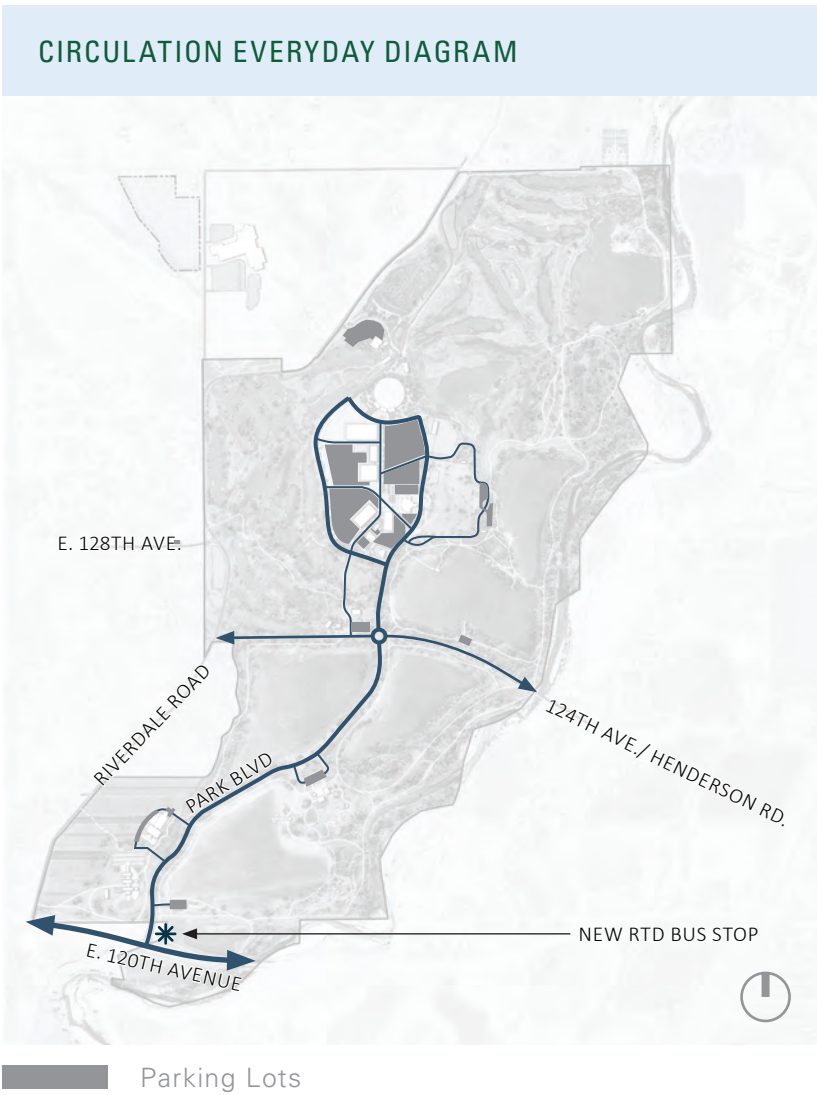 CIRCULATION EVERYDAY DIAGRAM
E. 128TH AVE.
RIVERDALE ROAD
124TH AVE./ HENDERSON RD.
PARK BLVD
NEW RTD BUS STOP
E. 120TH AVENUE
Parking Lots